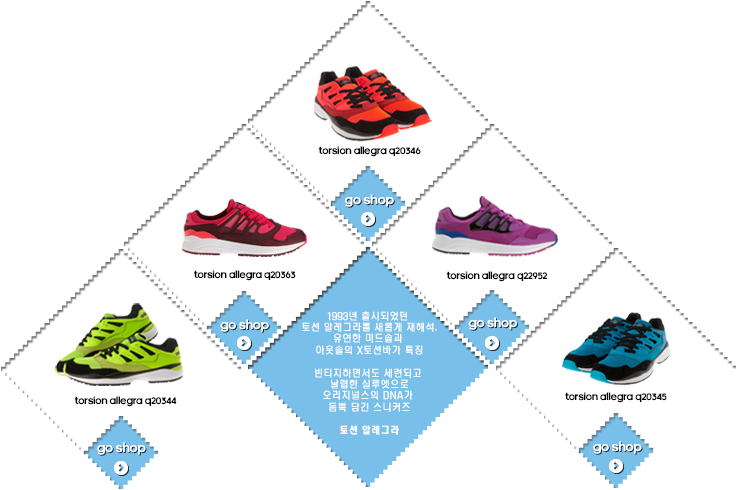 torsion allegra q20346
go shop
torsion allegra q20363
torsion allegra q22952
go shop
go shop
1993년 출시되었던
토션 알레그라를 새롭게 재해석.
유연한 미드솔과
아웃솔의 X토션바가 특징
빈티지하면서도 세련되고
날렵한 실루엣으로
오리지널스의 DNA가
듬뿍 담긴 스니커즈
토션 알레그라
torsion allegra q20344
torsion allegra q20345
go shop
go shop